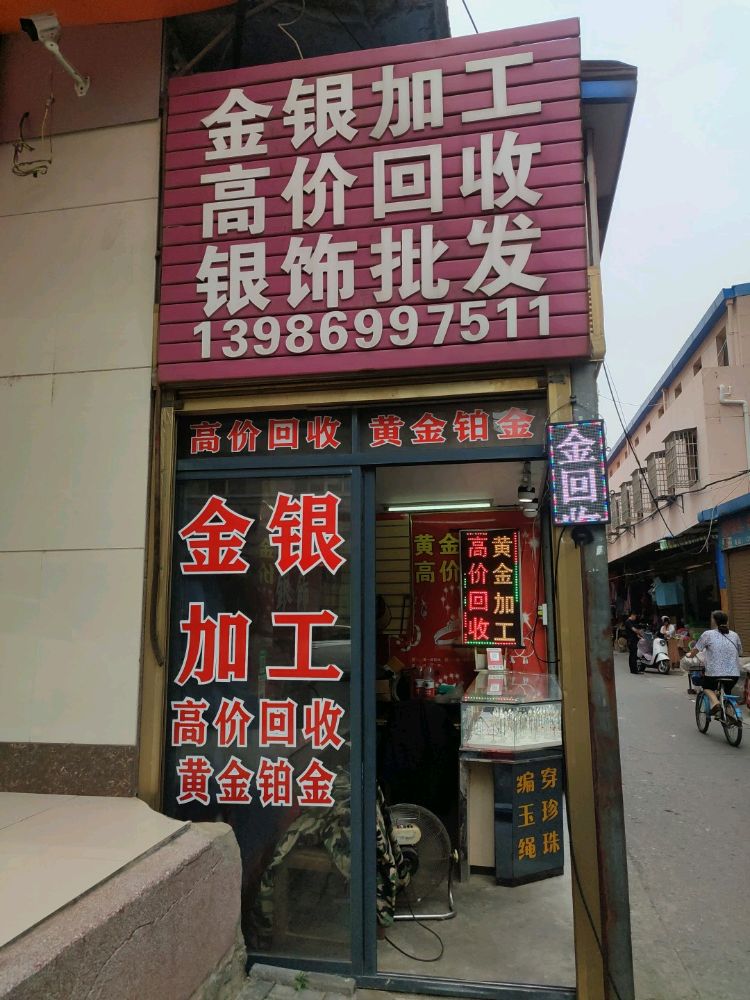 金银加工
高价回收
银饰批发
13986997511
高价回收 黄金铂金
金回收
金银
加工
高价回收
黄金铂金
黄金
高价
黄金加工
高价回收
穿珍珠
编玉绳